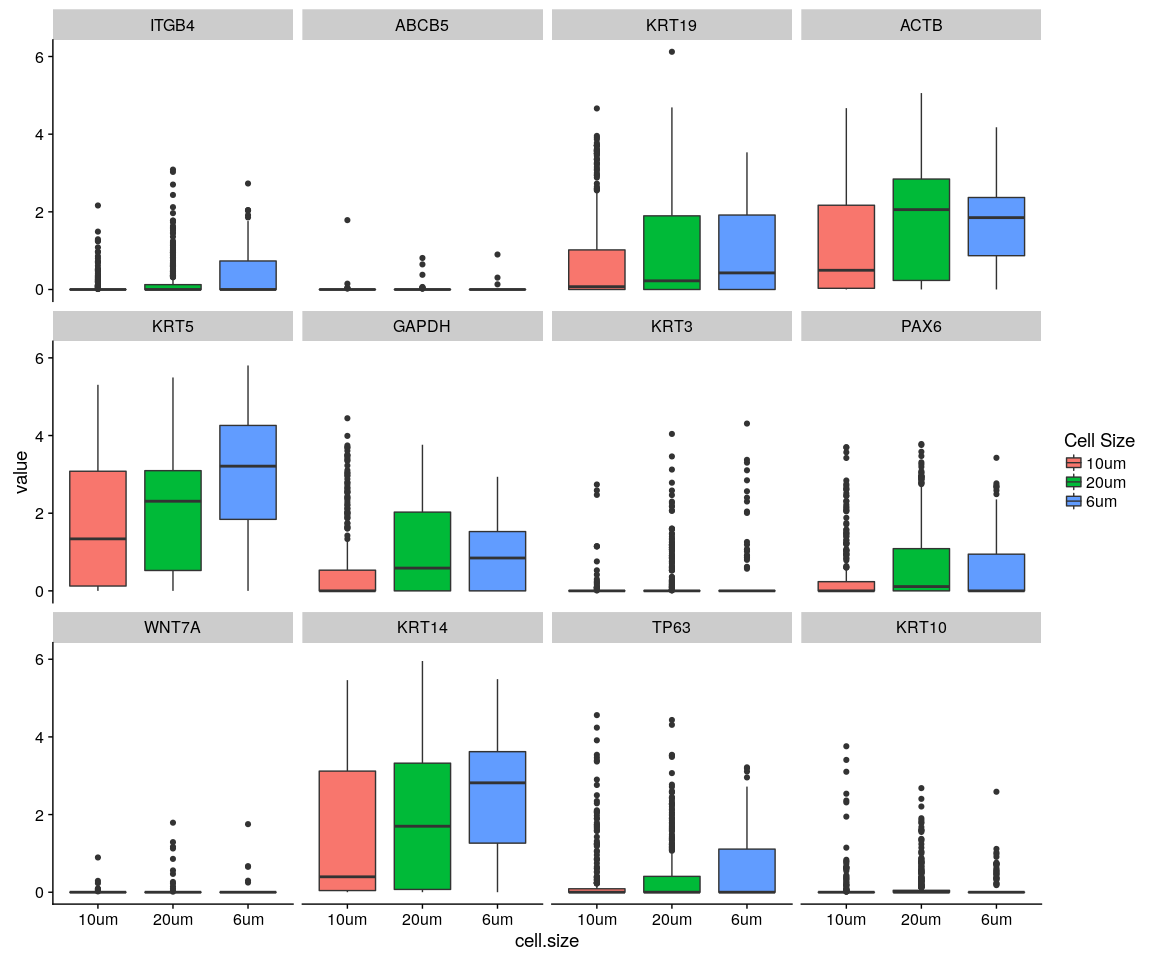 ITGB4 ABCB5 KRT19 ACTB
6
4
2
0
KRT5 GAPDH KRT3 PAX6
6
4
2
0
value
Cell Size
10um
20um
6um
WNT7A KRT14 TP63 KRT10
6
4
2
0
10um 20um 6um 10um 20um 6um 10um 20um 6um 10um 20um 6um
cell.size